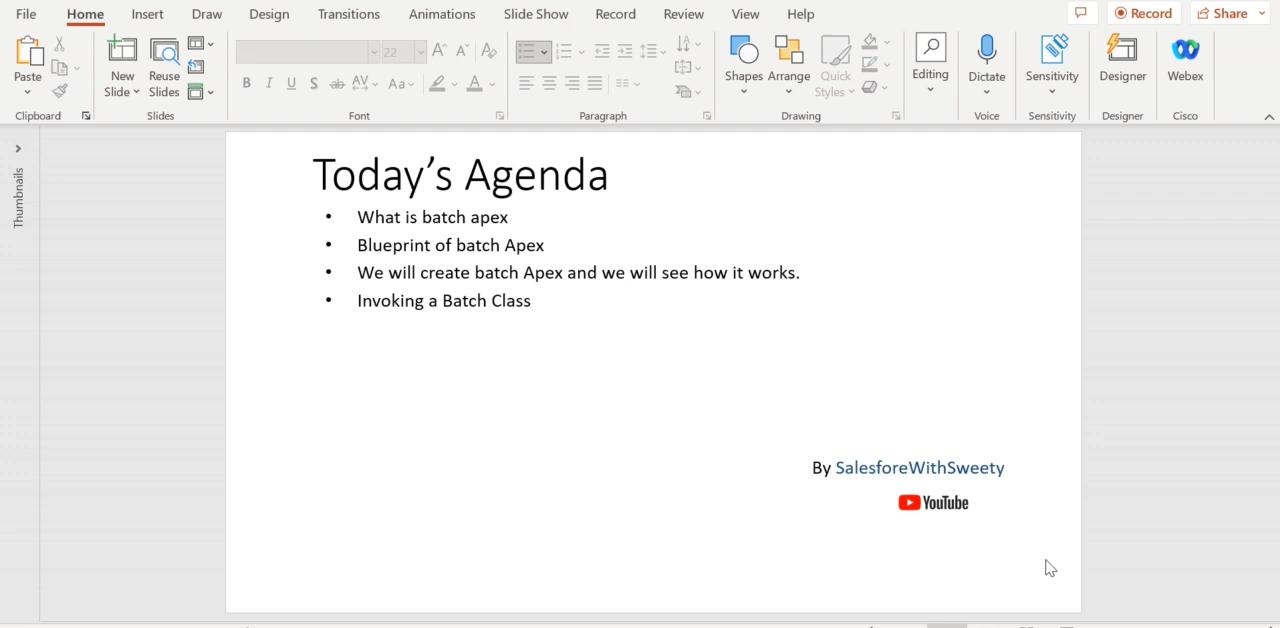 File Home Insert Draw Design Transitions Animations Slide Show Record Review View Help Record Share
Paste New Slide Reuse Slides 22 B I U S ab AV Aa A Shapes Arrange Quick Styles Editing Dictate Sensitivity Designer Webex
Clipboard Slides Font Paragraph Drawing Voice Sensitivity Designer Cisco
Thumbnails
Today's Agenda
• What is batch apex
• Blueprint of batch Apex
• We will create batch Apex and we will see how it works.
• Invoking a Batch Class
By SalesforeWithSweety
YouTube